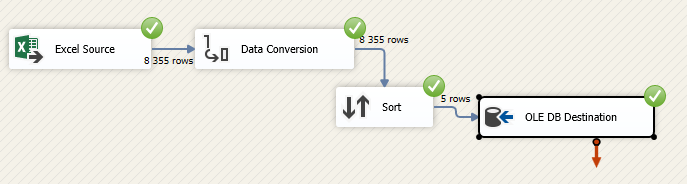 Excel Source
8 355 rows
Data Conversion
8 355 rows
Sort
5 rows
OLE DB Destination